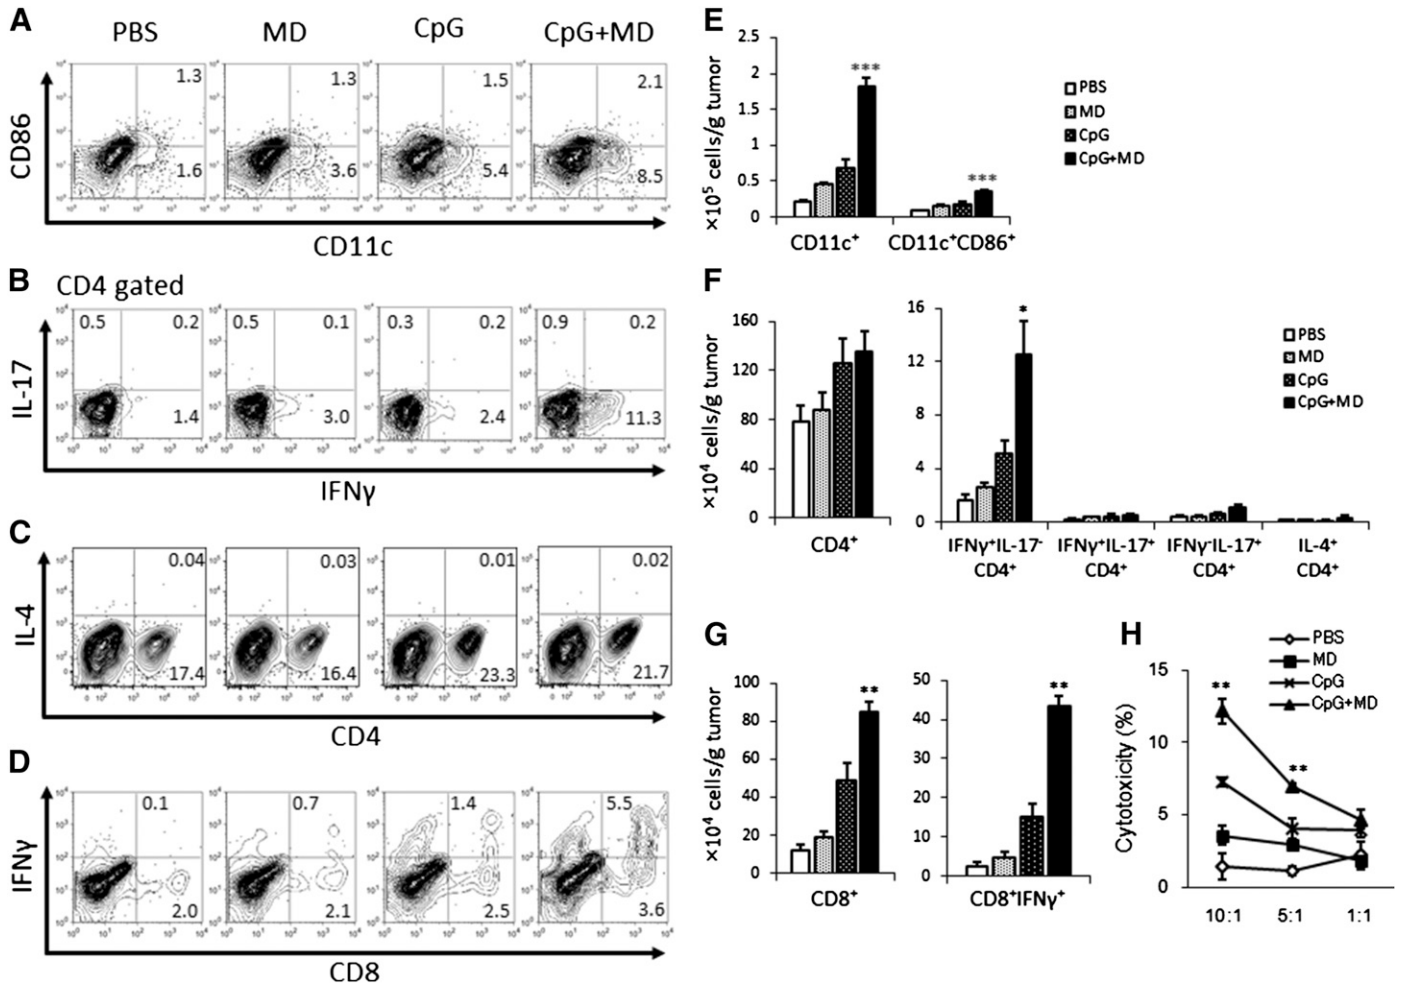 A
PBS MD CpG CpG+MD
1.3 1.3 1.5 2.1
1.6 3.6 5.4 8.5
CD86
CD11c
B
CD4 gated
0.5 0.2 0.5 0.1 0.3 0.2 0.9 0.2
1.4 3.0 2.4 11.3
IL-17
IFNγ
C
0.04 0.03 0.01 0.02
17.4 16.4 23.3 21.7
IL-4
CD4
D
0.1 0.7 1.4 5.5
2.0 2.1 2.5 3.6
IFNγ
CD8
E
×10⁵ cells/g tumor
2.5
2
1.5
1
0.5
0
***
***
CD11c⁺ CD11c⁺CD86⁺
PBS
MD
CpG
CpG+MD
F
×10⁴ cells/g tumor
160
120
80
40
0
CD4⁺
16
12
8
4
0
*
IFNγ⁺IL-17⁻ IFNγ⁺IL-17⁺ IFNγ⁻IL-17⁺ IL-4⁺
CD4⁺ CD4⁺ CD4⁺ CD4⁺
PBS
MD
CpG
CpG+MD
G
×10⁴ cells/g tumor
100
80
60
40
20
0
**
CD8⁺
50
40
30
20
10
0
**
CD8⁺IFNγ⁺
H
PBS
MD
CpG
CpG+MD
Cytotoxicity (%)
15
10
5
0
**
**
10:1 5:1 1:1